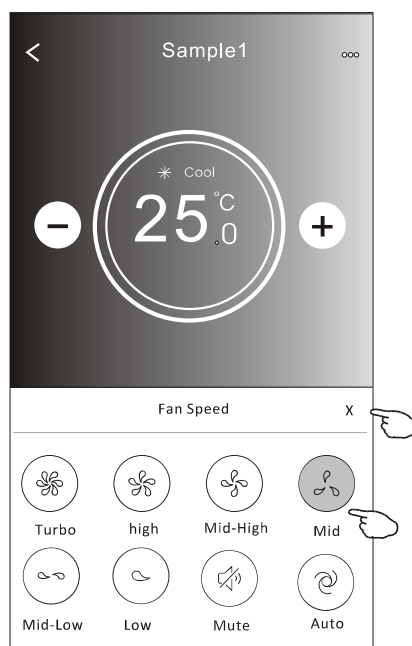 Sample1
Cool
25.0°C
Fan Speed X
Turbo high Mid-High Mid
Mid-Low Low Mute Auto